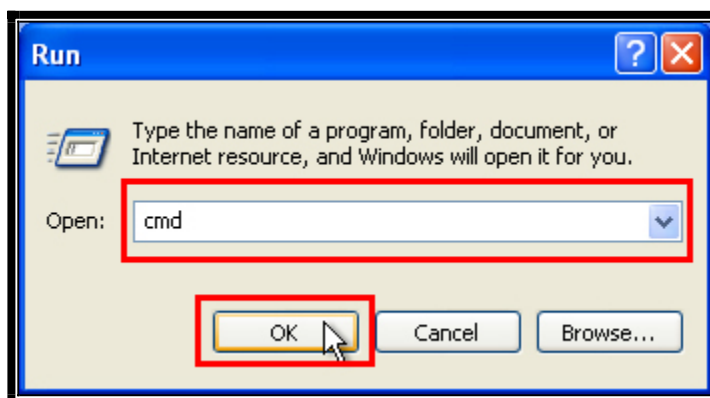 Run
Type the name of a program, folder, document, or
Internet resource, and Windows will open it for you.
Open: cmd
OK Cancel Browse...